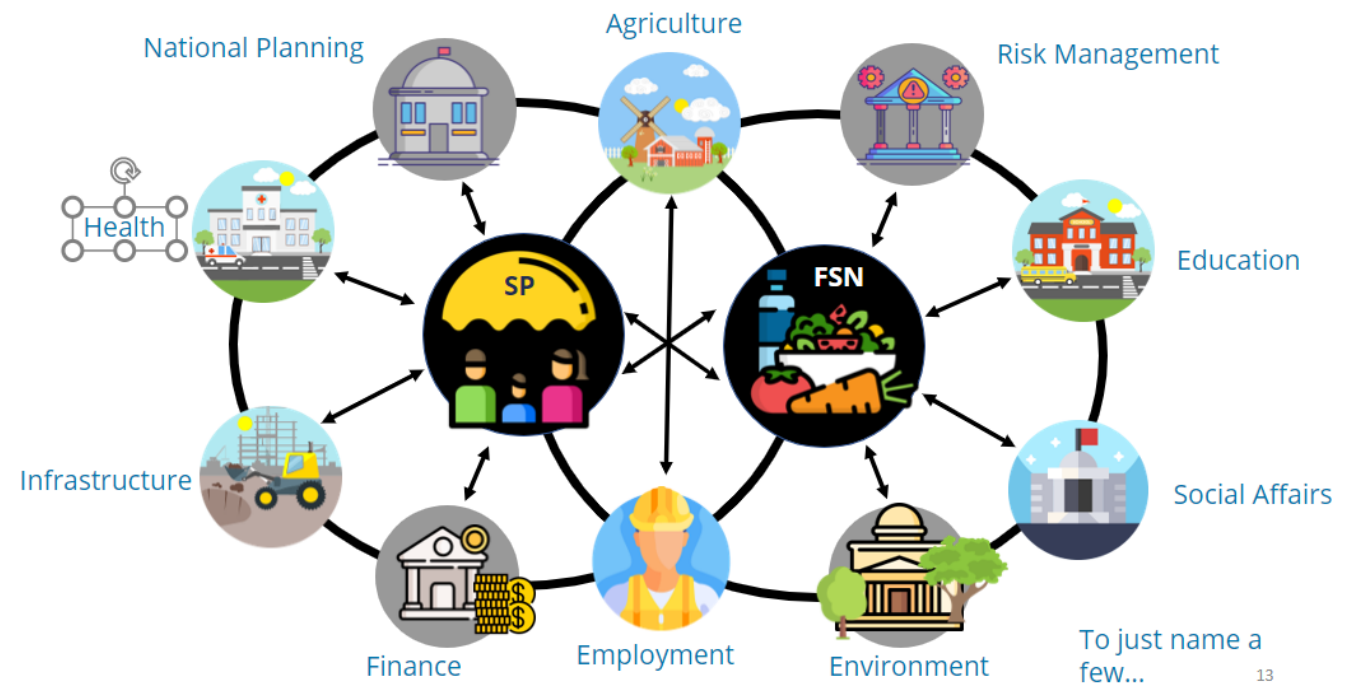 Agriculture
National Planning
Risk Management
Health
Education
SP
FSN
Infrastructure
Social Affairs
Finance
Employment
Environment
To just name a
few...
13